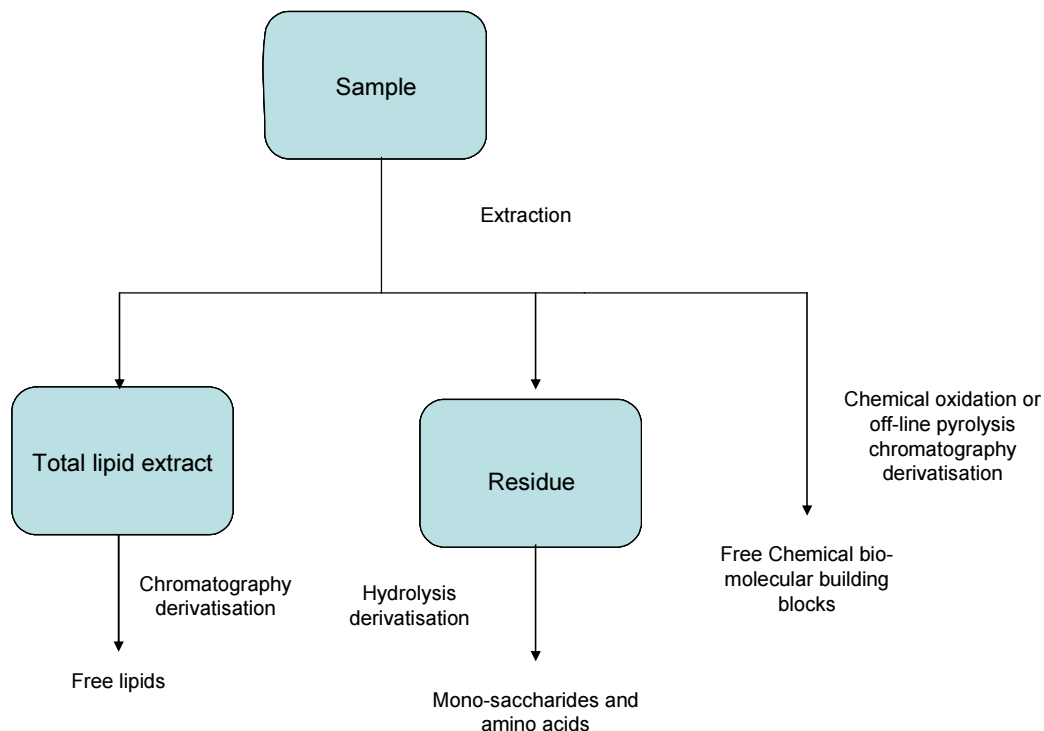 Sample
Extraction
Total lipid extract
Residue
Chemical oxidation or
off-line pyrolysis
chromatography
derivatisation
Chromatography
derivatisation
Hydrolysis
derivatisation
Free Chemical bio-
molecular building
blocks
Free lipids
Mono-saccharides and
amino acids